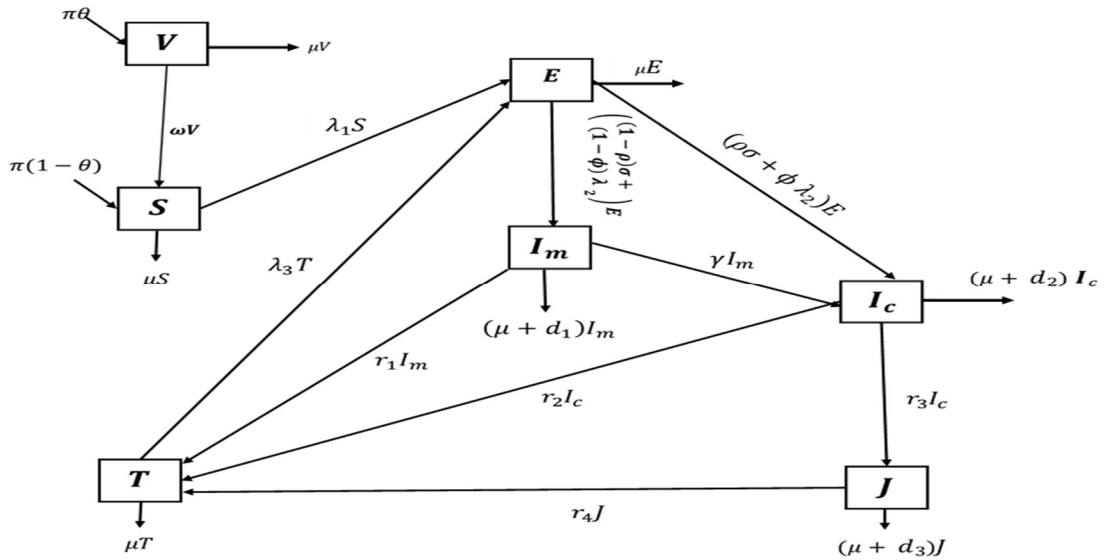 πθ
V
μV
ωV
π(1 − θ)
S
μS
λ₁S
E
μE
((1 − ρ)σ +
(1 − ϕ) λ₂)E
(ρσ + ϕ λ₂)E
λ₃T
I_m
γI_m
(μ + d₁)I_m
I_c
(μ + d₂) I_c
r₁I_m
r₂I_c
r₃I_c
T
μT
r₄J
J
(μ + d₃)J